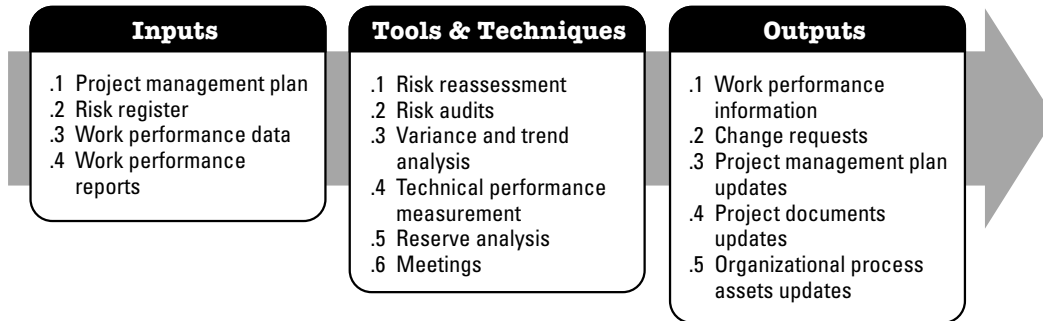 Inputs
.1 Project management plan
.2 Risk register
.3 Work performance data
.4 Work performance
reports
Tools & Techniques
.1 Risk reassessment
.2 Risk audits
.3 Variance and trend
analysis
.4 Technical performance
measurement
.5 Reserve analysis
.6 Meetings
Outputs
.1 Work performance
information
.2 Change requests
.3 Project management plan
updates
.4 Project documents
updates
.5 Organizational process
assets updates